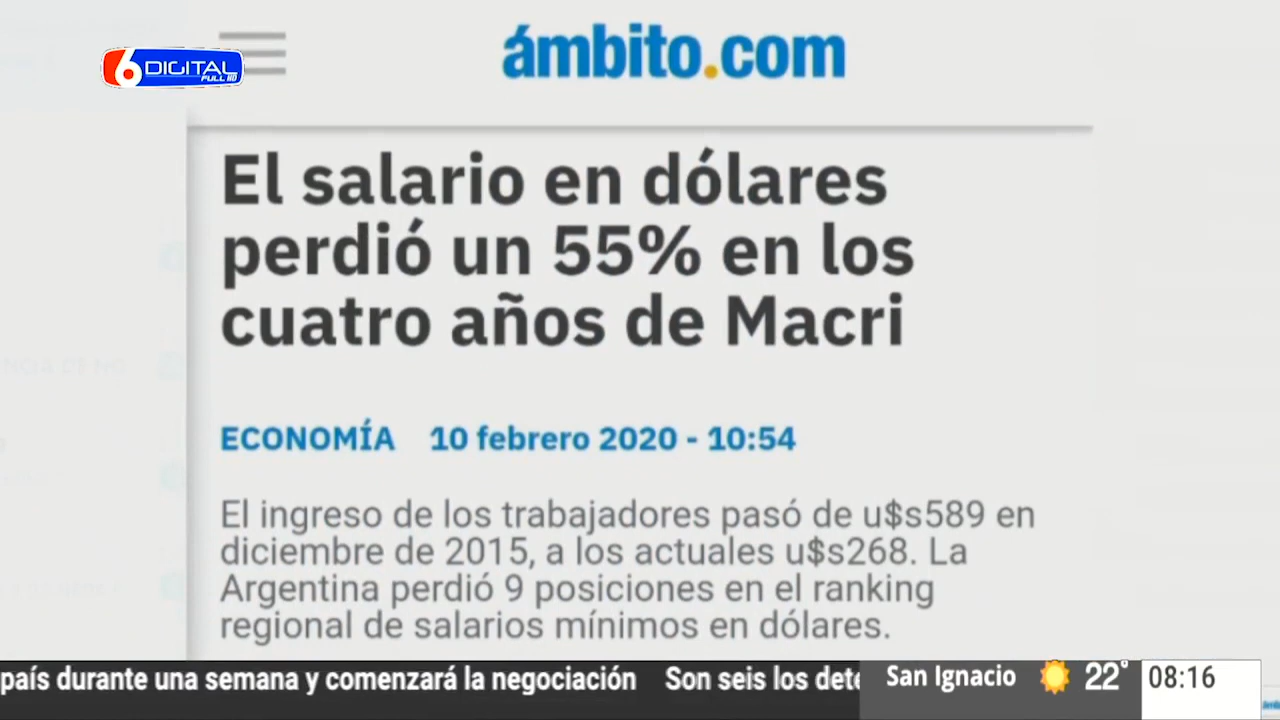 6 DIGITAL
FULL HD
ámbito.com
El salario en dólares
perdió un 55% en los
cuatro años de Macri
ECONOMÍA 10 febrero 2020 - 10:54
El ingreso de los trabajadores pasó de u$s589 en
diciembre de 2015, a los actuales u$s268. La
Argentina perdió 9 posiciones en el ranking
regional de salarios mínimos en dólares.
país durante una semana y comenzará la negociación Son seis los dete
San Ignacio 22° 08:16